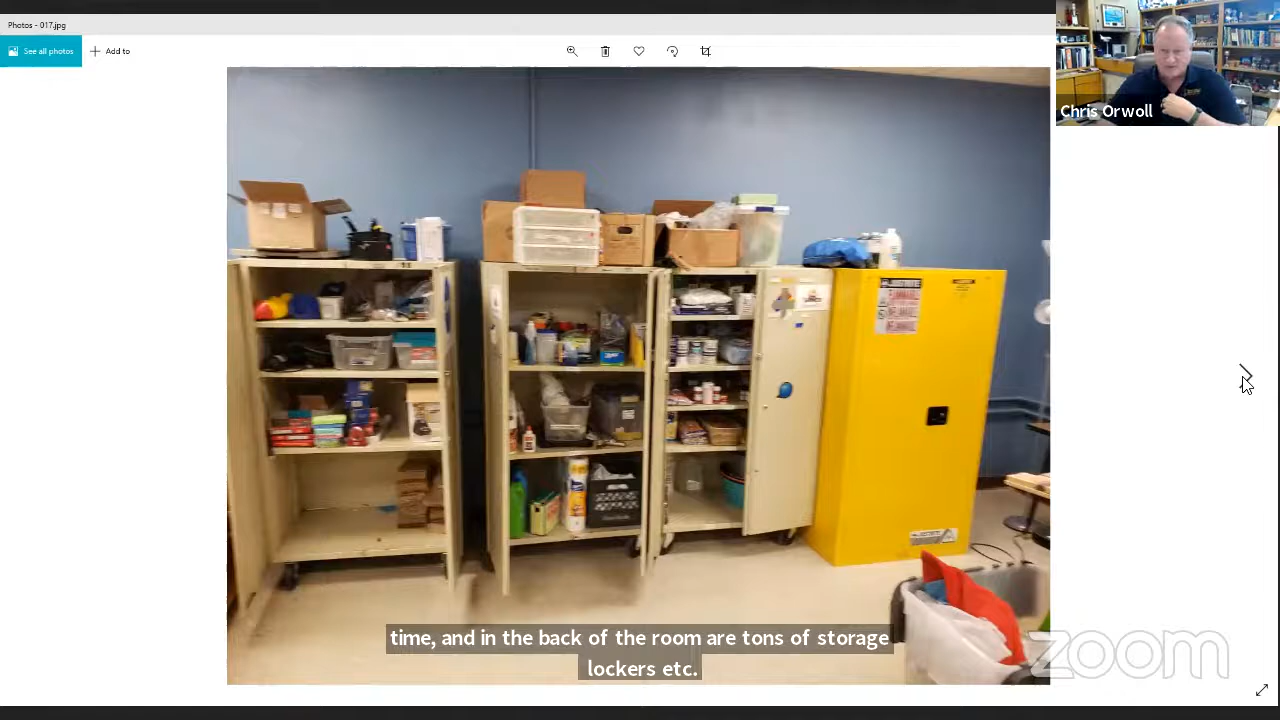 Photos - 017.jpg
See all photos
Add to
Chris Orwoll
JUSTRITE
time, and in the back of the room are tons of storage
lockers etc.
zoom